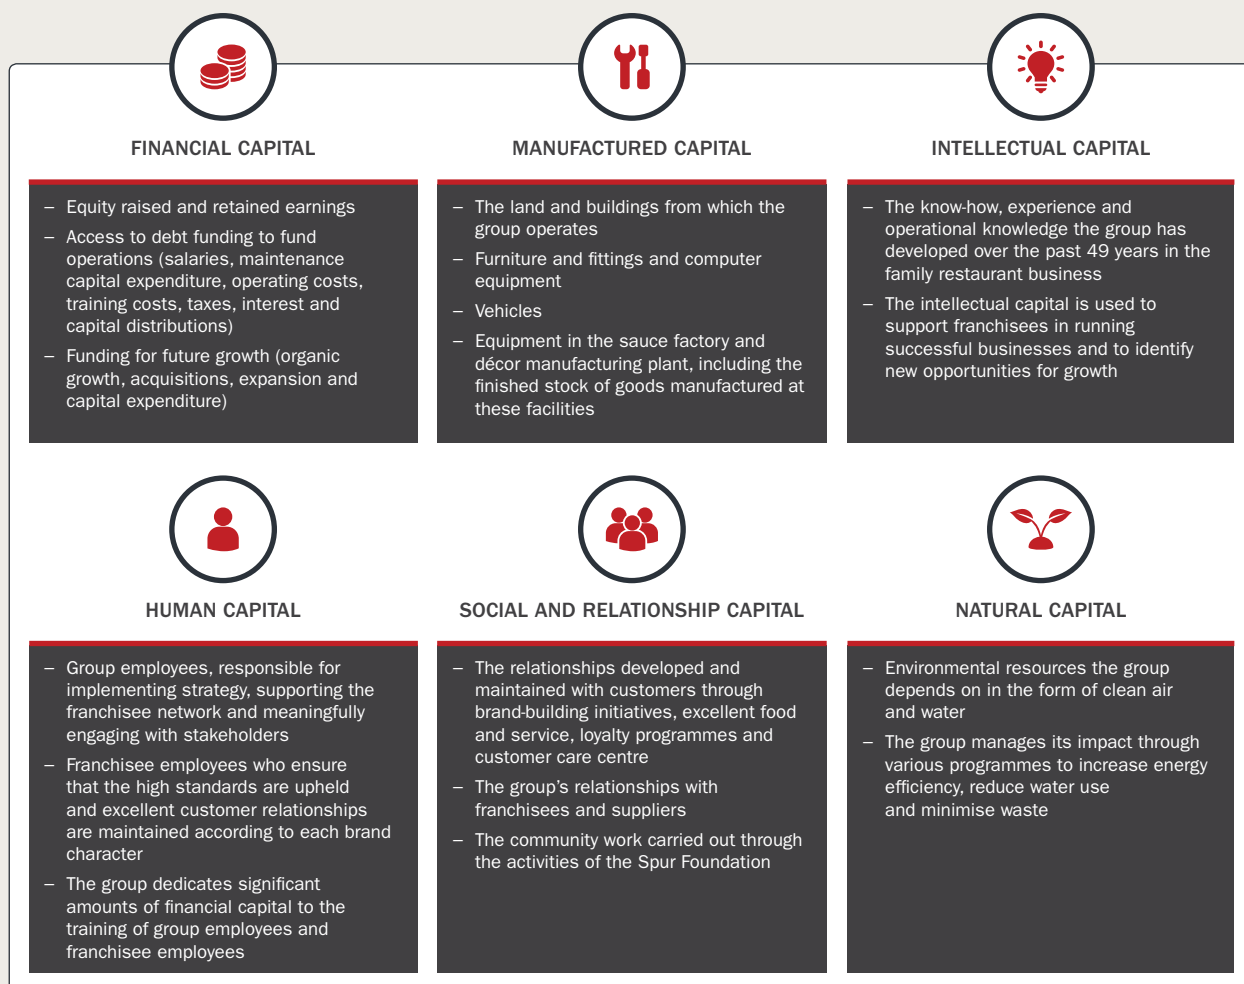 FINANCIAL CAPITAL
– Equity raised and retained earnings
– Access to debt funding to fund
operations (salaries, maintenance
capital expenditure, operating costs,
training costs, taxes, interest and
capital distributions)
– Funding for future growth (organic
growth, acquisitions, expansion and
capital expenditure)
MANUFACTURED CAPITAL
– The land and buildings from which the
group operates
– Furniture and fittings and computer
equipment
– Vehicles
– Equipment in the sauce factory and
décor manufacturing plant, including the
finished stock of goods manufactured at
these facilities
INTELLECTUAL CAPITAL
– The know-how, experience and
operational knowledge the group has
developed over the past 49 years in the
family restaurant business
– The intellectual capital is used to
support franchisees in running
successful businesses and to identify
new opportunities for growth
HUMAN CAPITAL
– Group employees, responsible for
implementing strategy, supporting the
franchisee network and meaningfully
engaging with stakeholders
– Franchisee employees who ensure
that the high standards are upheld
and excellent customer relationships
are maintained according to each brand
character
– The group dedicates significant
amounts of financial capital to the
training of group employees and
franchisee employees
SOCIAL AND RELATIONSHIP CAPITAL
– The relationships developed and
maintained with customers through
brand-building initiatives, excellent food
and service, loyalty programmes and
customer care centre
– The group’s relationships with
franchisees and suppliers
– The community work carried out through
the activities of the Spur Foundation
NATURAL CAPITAL
– Environmental resources the group
depends on in the form of clean air
and water
– The group manages its impact through
various programmes to increase energy
efficiency, reduce water use
and minimise waste